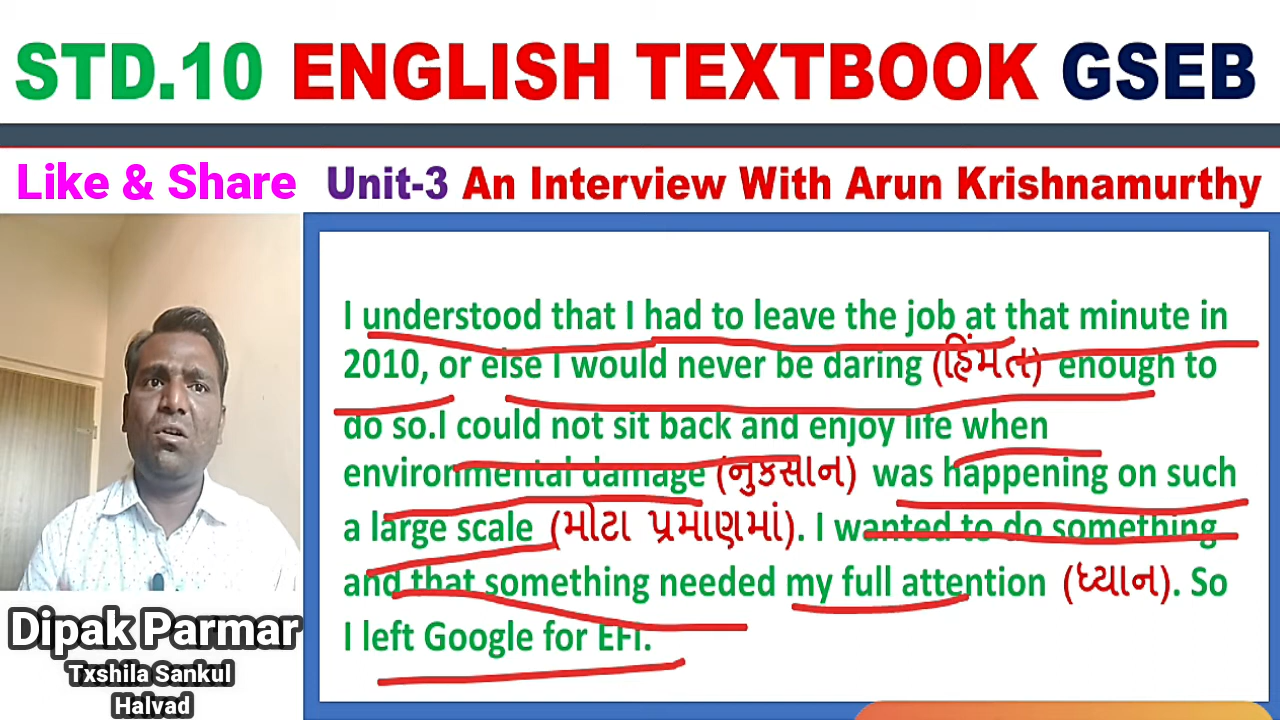 STD.10 ENGLISH TEXTBOOK GSEB
Like & Share Unit-3 An Interview With Arun Krishnamurthy
I understood that I had to leave the job at that minute in
2010, or else I would never be daring (હિંમત) enough to
do so.I could not sit back and enjoy life when
environmental damage (નુકસાન) was happening on such
a large scale (મોટા પ્રમાણમાં). I wanted to do something
and that something needed my full attention (ધ્યાન). So
I left Google for EFI.
Dipak Parmar
Txshila Sankul
Halvad